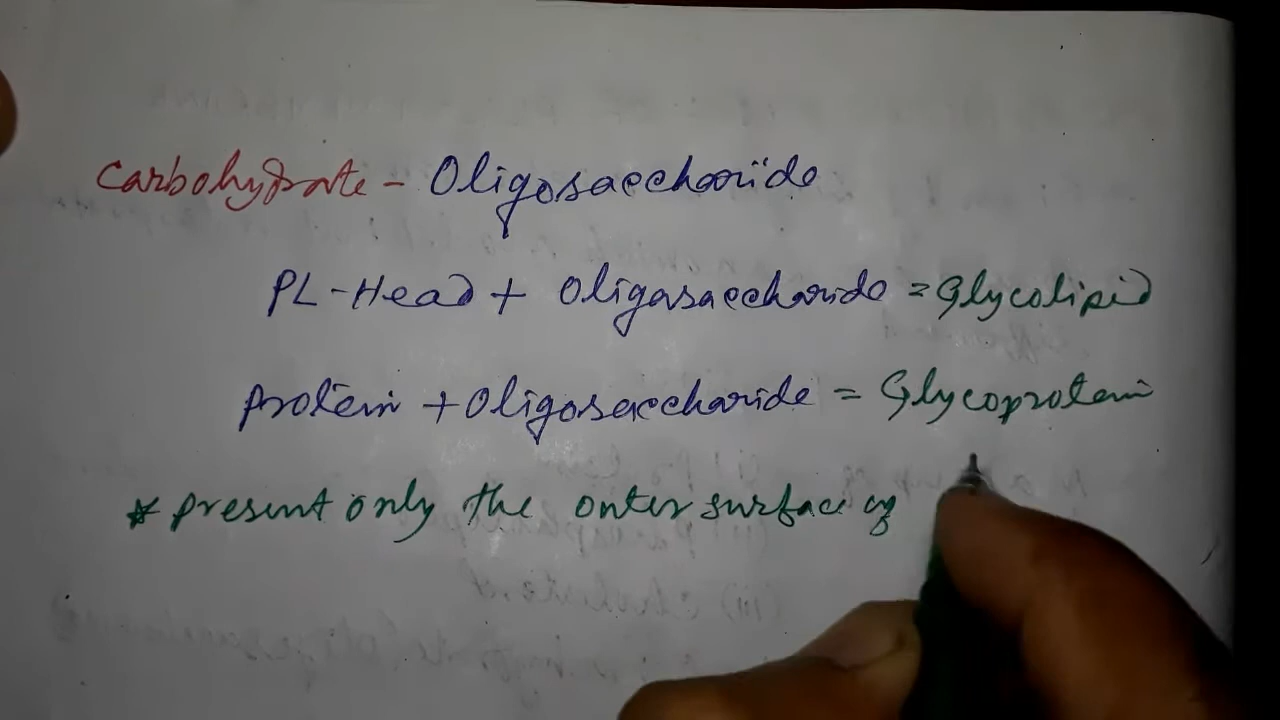 Carbohydrate - Oligosaccharide
PL-Head + Oligosaccharide = Glycolipid
Protein + Oligosaccharide = Glycoprotein
* Present only the outer surface of